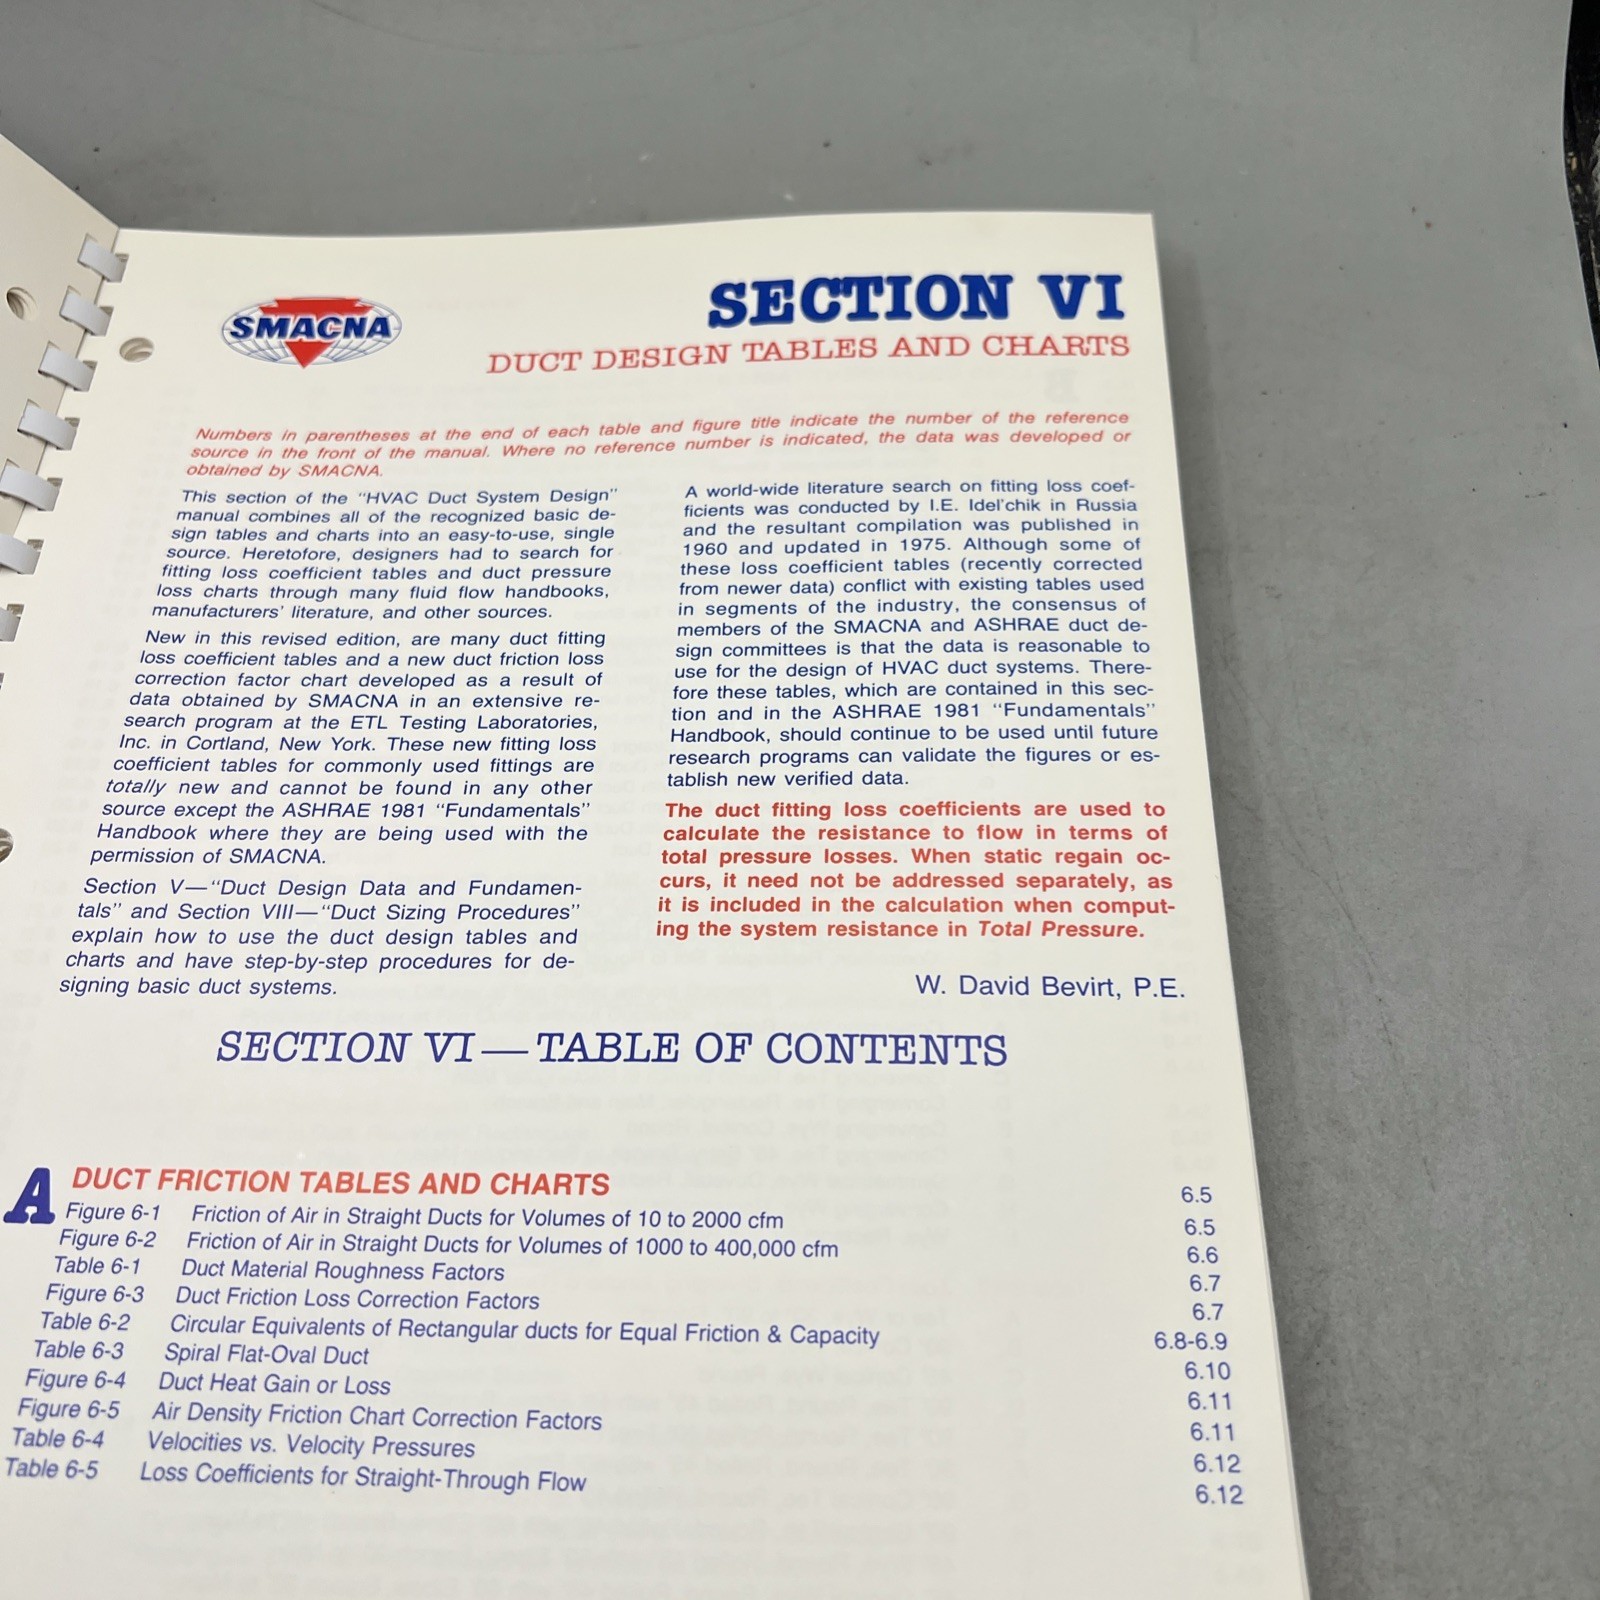 SMACNA
SECTION VI
DUCT DESIGN TABLES AND CHARTS
Numbers in parentheses at the end of each table and figure title indicate the number of the reference
source in the front of the manual. Where no reference number is indicated, the data was developed or
obtained by SMACNA.
This section of the "HVAC Duct System Design"
manual combines all of the recognized basic de-
sign tables and charts into an easy-to-use, single
source. Heretofore, designers had to search for
fitting loss coefficient tables and duct pressure
loss charts through many fluid flow handbooks,
manufacturers' literature, and other sources.
New in this revised edition, are many duct fitting
loss coefficient tables and a new duct friction loss
correction factor chart developed as a result of
data obtained by SMACNA in an extensive re-
search program at the ETL Testing Laboratories,
Inc. in Cortland, New York. These new fitting loss
coefficient tables for commonly used fittings are
totally new and cannot be found in any other
source except the ASHRAE 1981 "Fundamentals"
Handbook where they are being used with the
permission of SMACNA.
Section V—"Duct Design Data and Fundamen-
tals" and Section VIII—"Duct Sizing Procedures"
explain how to use the duct design tables and
charts and have step-by-step procedures for de-
signing basic duct systems.
A world-wide literature search on fitting loss coef-
ficients was conducted by I.E. Idel'chik in Russia
and the resultant compilation was published in
1960 and updated in 1975. Although some of
these loss coefficient tables (recently corrected
from newer data) conflict with existing tables used
in segments of the industry, the consensus of
members of the SMACNA and ASHRAE duct de-
sign committees is that the data is reasonable to
use for the design of HVAC duct systems. There-
fore these tables, which are contained in this sec-
tion and in the ASHRAE 1981 "Fundamentals"
Handbook, should continue to be used until future
research programs can validate the figures or es-
tablish new verified data.
The duct fitting loss coefficients are used to
calculate the resistance to flow in terms of
total pressure losses. When static regain oc-
curs, it need not be addressed separately, as
it is included in the calculation when comput-
ing the system resistance in Total Pressure.
W. David Bevirt, P.E.
SECTION VI—TABLE OF CONTENTS
A DUCT FRICTION TABLES AND CHARTS 6.5
Figure 6-1 Friction of Air in Straight Ducts for Volumes of 10 to 2000 cfm 6.5
Figure 6-2 Friction of Air in Straight Ducts for Volumes of 1000 to 400,000 cfm 6.6
Table 6-1 Duct Material Roughness Factors 6.7
Figure 6-3 Duct Friction Loss Correction Factors 6.7
Table 6-2 Circular Equivalents of Rectangular ducts for Equal Friction & Capacity 6.8-6.9
Table 6-3 Spiral Flat-Oval Duct 6.10
Figure 6-4 Duct Heat Gain or Loss 6.11
Figure 6-5 Air Density Friction Chart Correction Factors 6.11
Table 6-4 Velocities vs. Velocity Pressures 6.12
Table 6-5 Loss Coefficients for Straight-Through Flow 6.12